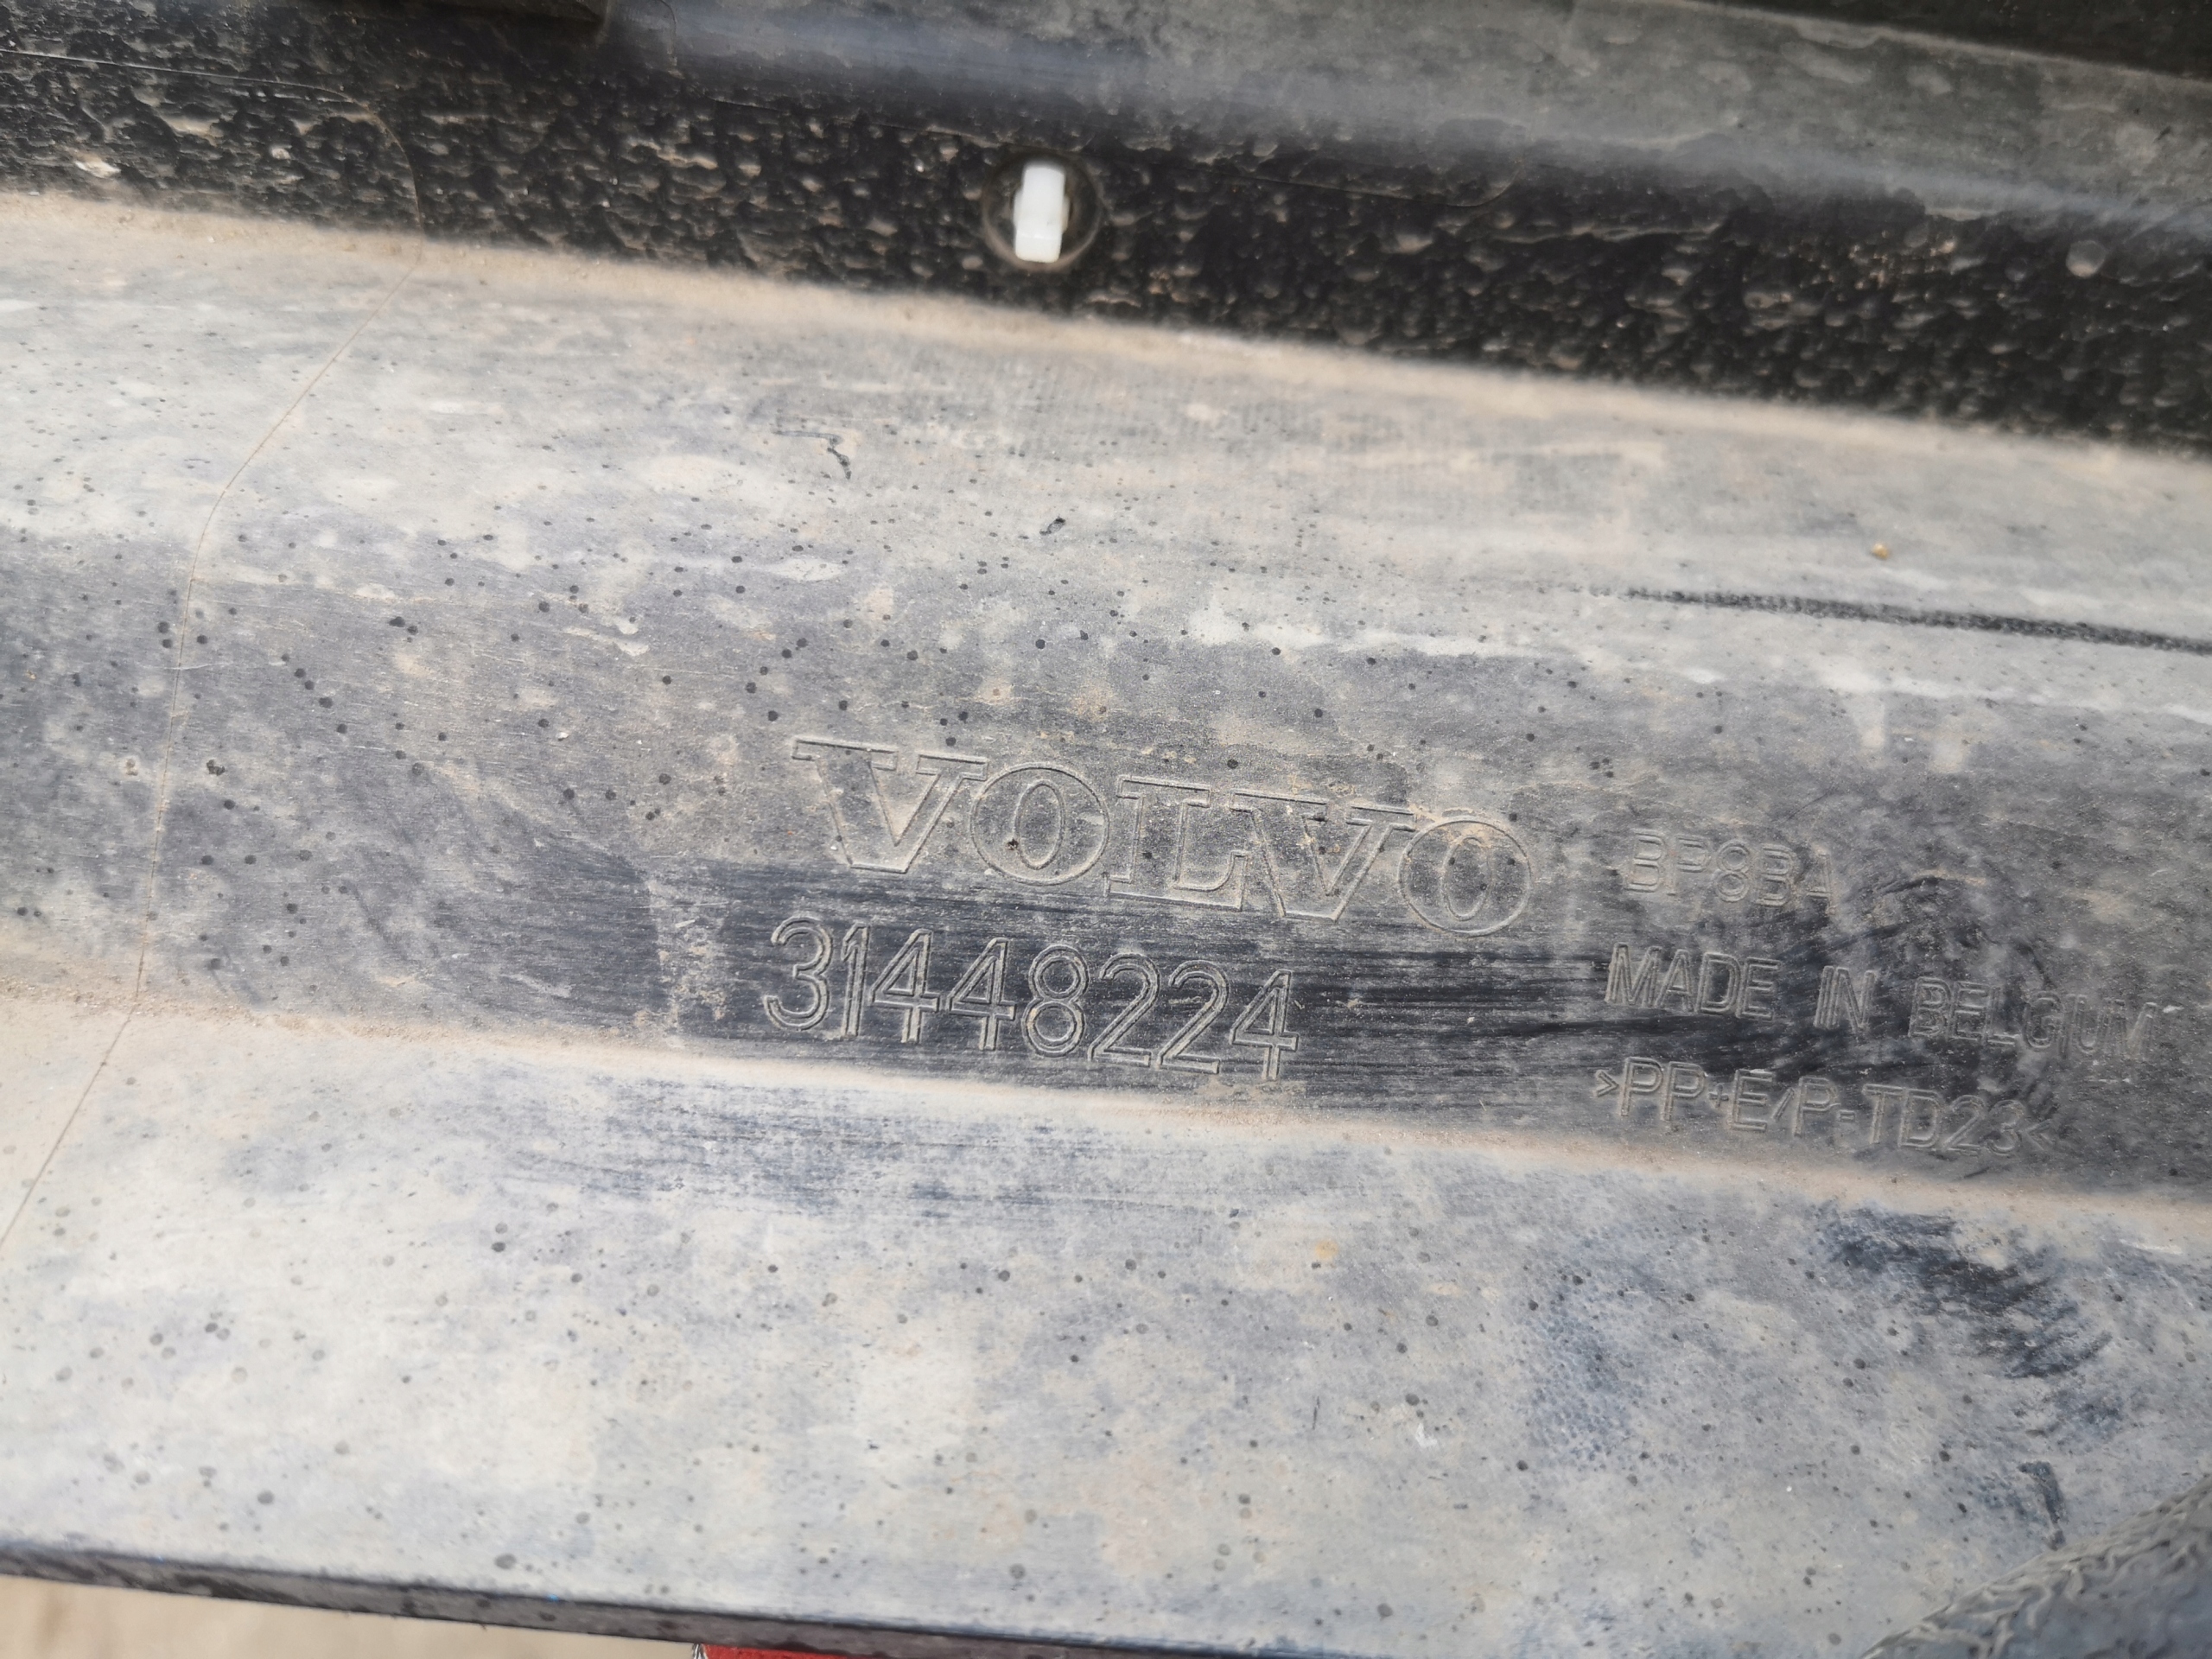 VOLVO
31448224
BP8BA
MADE IN BELGIUM
>PP+E/P-TD23<